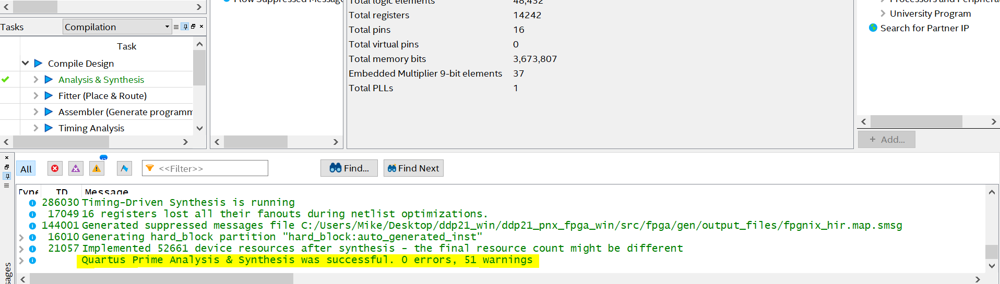 Flow Suppressed Message
Total logic elements 48,432
Total registers 14242
Total pins 16
Total virtual pins 0
Total memory bits 3,673,807
Embedded Multiplier 9-bit elements 37
Total PLLs 1
Processors and Periphera
University Program
Search for Partner IP
+ Add...
Tasks Compilation
Task
Compile Design
Analysis & Synthesis
Fitter (Place & Route)
Assembler (Generate programm
Timing Analysis
All <<Filter>> Find... Find Next
Type ID Message
286030 Timing-Driven Synthesis is running
17049 16 registers lost all their fanouts during netlist optimizations.
144001 Generated suppressed messages file C:/Users/Mike/Desktop/ddp21_win/ddp21_pnx_fpga_win/src/fpga/gen/output_files/fpgnix_hir.map.smsg
16010 Generating hard_block partition "hard_block:auto_generated_inst"
21057 Implemented 52661 device resources after synthesis - the final resource count might be different
Quartus Prime Analysis & Synthesis was successful. 0 errors, 51 warnings
sages